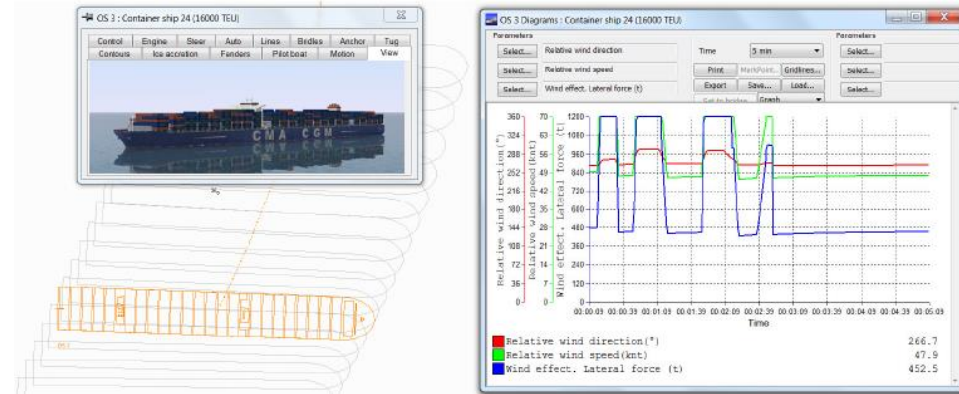 OS 3 : Container ship 24 (16000 TEU)
Control Engine Steer Auto Lines Bridles Anchor Tug
Contours Ice accretion Fenders Pilot boat Motion View
CMA CGM
OS 3 Diagrams : Container ship 24 (16000 TEU)
Parameters
Parameters
Select... Relative wind direction Time 5 min Select...
Select... Relative wind speed Print MarkPoint... Gridlines... Select...
Select... Wind effect. Lateral force (t) Export Save... Load... Select...
Graph
360 70 1200
324 63 1080
288 56 960
252 49 840
216 42 720
180 35 600
144 28 480
108 21 360
72 14 240
36 7 120
0 0 0
Relative wind direction(°)
Relative wind speed(knt)
Wind effect. Lateral force (t)
00.00.09 00.00.39 00.01.09 00.01.39 00.02.09 00.02.39 00.03.09 00.03.39 00.04.09 00.04.39 00.05.09
Time
Relative wind direction(°) 266.7
Relative wind speed(knt) 47.9
Wind effect. Lateral force (t) 452.5